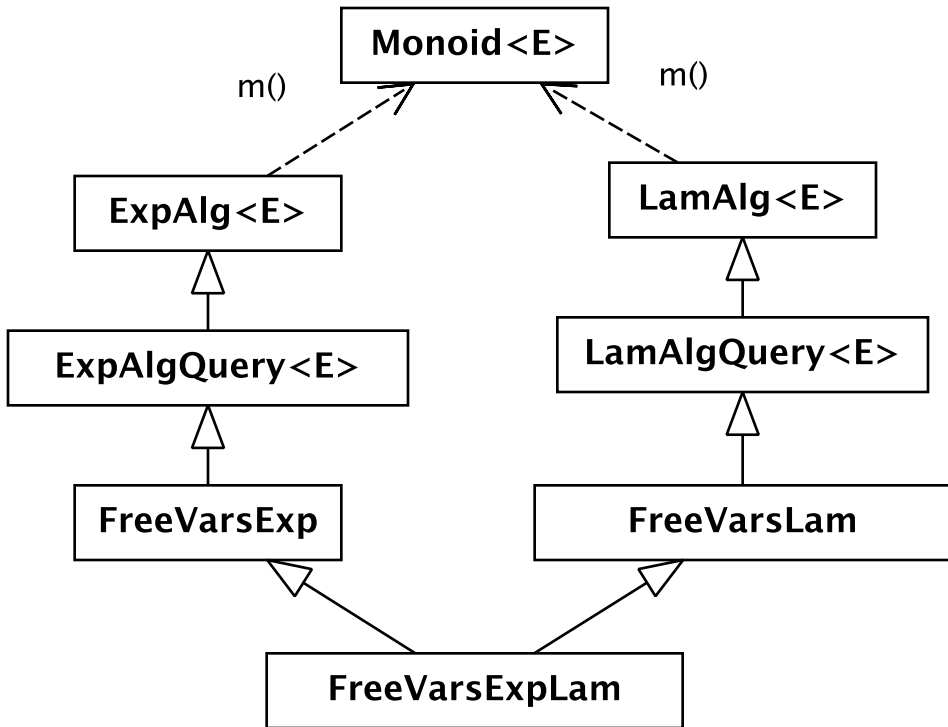 Monoid<E>
m()
m()
ExpAlg<E>
LamAlg<E>
ExpAlgQuery<E>
LamAlgQuery<E>
FreeVarsExp
FreeVarsLam
FreeVarsExpLam